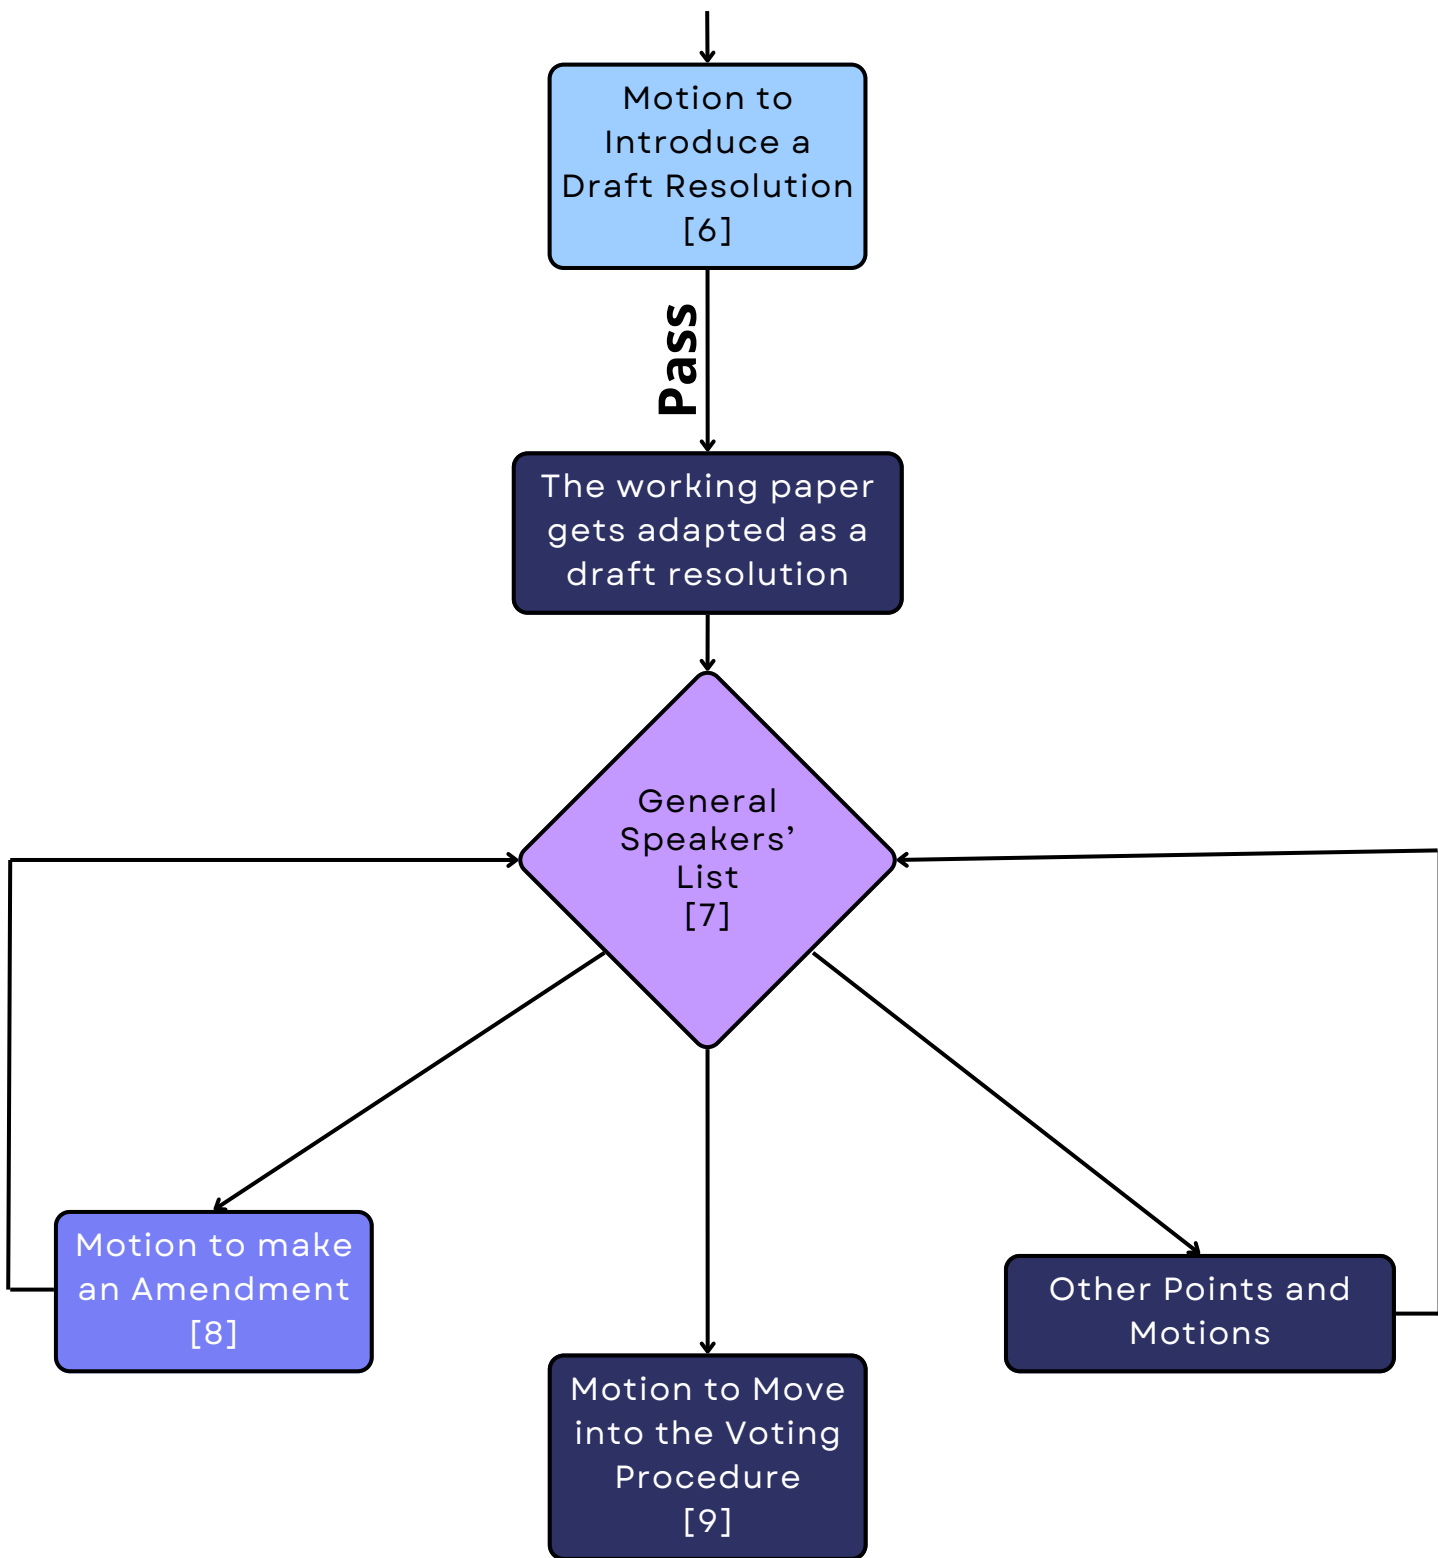 Motion to
Introduce a
Draft Resolution
[6]
Pass
The working paper
gets adapted as a
draft resolution
General
Speakers’
List
[7]
Motion to make
an Amendment
[8]
Other Points and
Motions
Motion to Move
into the Voting
Procedure
[9]